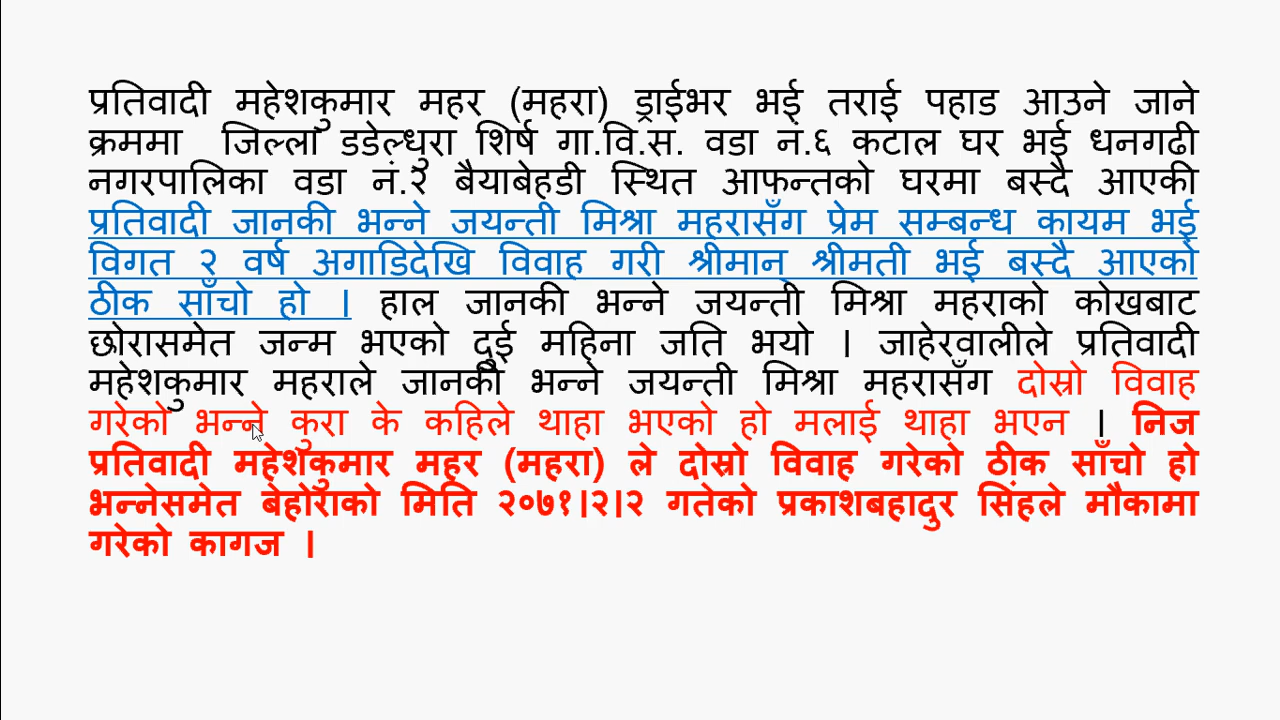 प्रतिवादी महेशकुमार महर (महरा) ड्राईभर भई तराई पहाड आउने जाने
क्रममा जिल्ला डडेल्धुरा शिर्ष गा.वि.स. वडा नं.६ कटाल घर भई धनगढी
नगरपालिका वडा नं.२ बैयाबेहडी स्थित आफन्तको घरमा बस्दै आएकी
प्रतिवादी जानकी भन्ने जयन्ती मिश्रा महरासँग प्रेम सम्बन्ध कायम भई
विगत २ वर्ष अगाडिदेखि विवाह गरी श्रीमान् श्रीमती भई बस्दै आएको
ठीक साँचो हो । हाल जानकी भन्ने जयन्ती मिश्रा महराको कोखबाट
छोरासमेत जन्म भएको दुई महिना जति भयो । जाहेरवालीले प्रतिवादी
महेशकुमार महराले जानकी भन्ने जयन्ती मिश्रा महरासँग दोस्रो विवाह
गरेको भन्ने कुरा के कहिले थाहा भएको हो मलाई थाहा भएन । निज
प्रतिवादी महेशकुमार महर (महरा) ले दोस्रो विवाह गरेको ठीक साँचो हो
भन्नेसमेत बेहोराको मिति २०७१।२।२ गतेको प्रकाशबहादुर सिंहले मौकामा
गरेको कागज ।